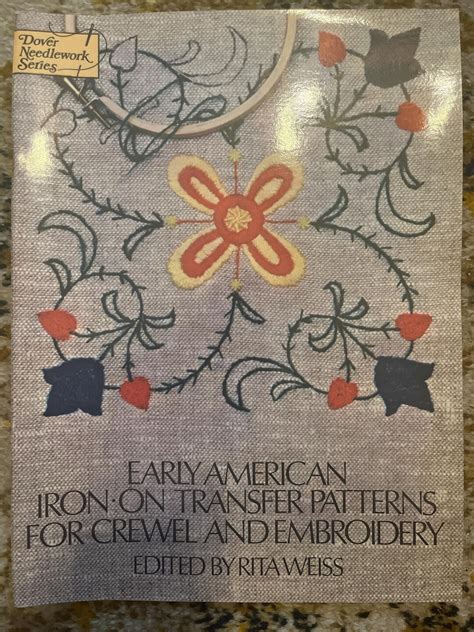 Dover
Needlework
Series
EARLY AMERICAN
IRON·ON TRANSFER PATTERNS
FOR CREWEL AND EMBROIDERY
EDITED BY RITA WEISS